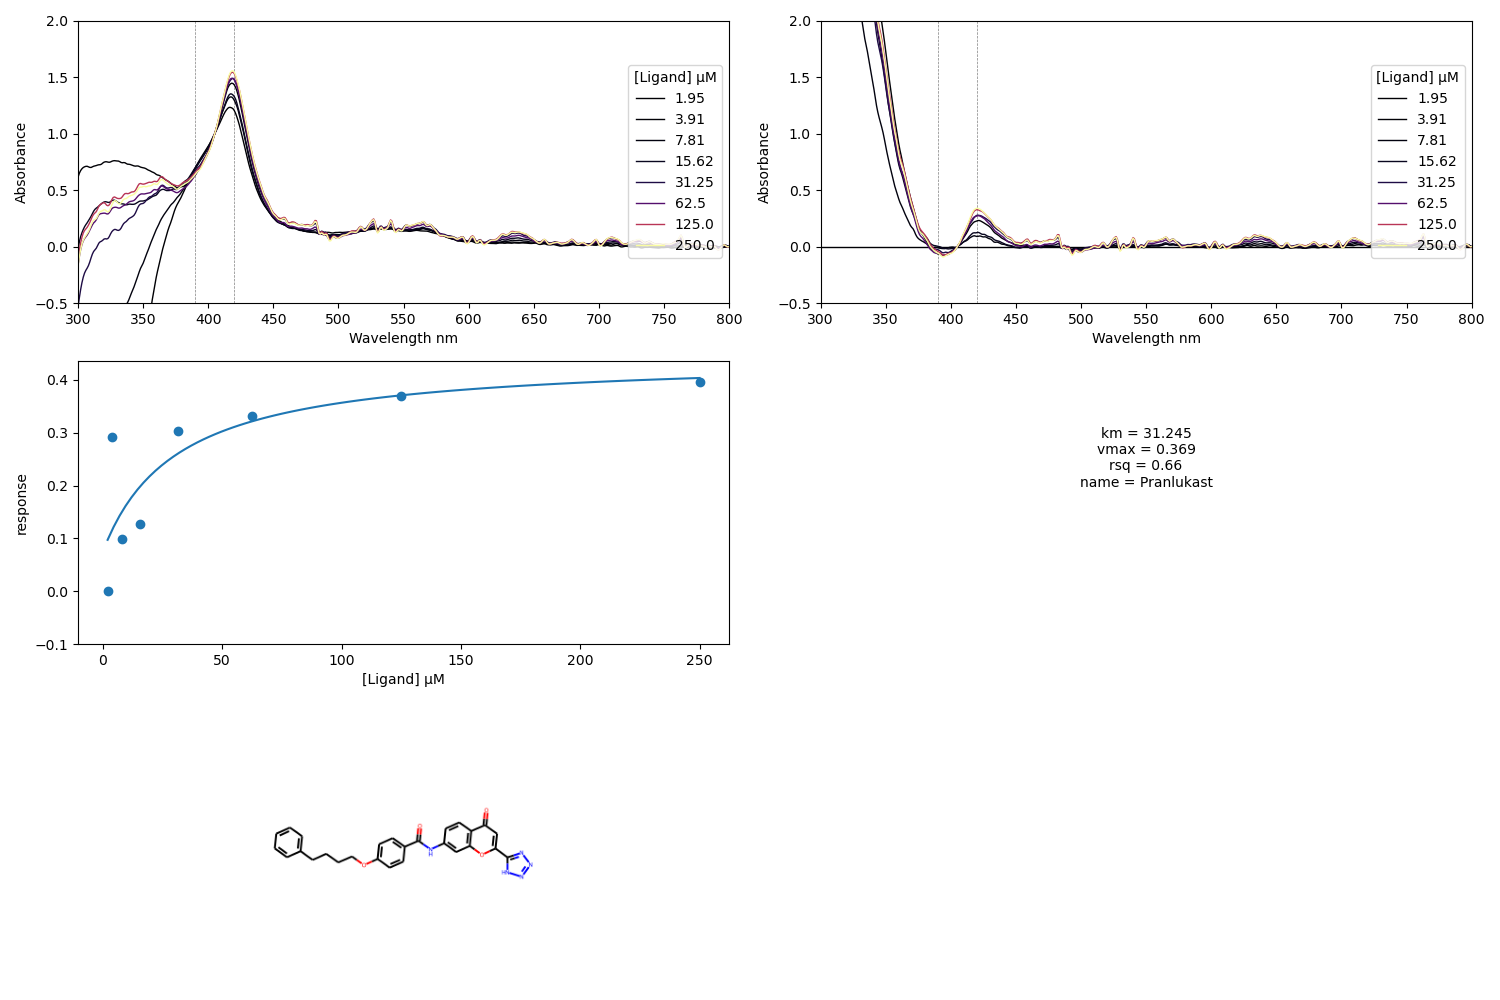 2.0
1.5
1.0
0.5
0.0
−0.5
Absorbance
300 350 400 450 500 550 600 650 700 750 800
Wavelength nm
[Ligand] µM
1.95
3.91
7.81
15.62
31.25
62.5
125.0
250.0
2.0
1.5
1.0
0.5
0.0
−0.5
Absorbance
300 350 400 450 500 550 600 650 700 750 800
Wavelength nm
[Ligand] µM
1.95
3.91
7.81
15.62
31.25
62.5
125.0
250.0
0.4
0.3
0.2
0.1
0.0
−0.1
response
0 50 100 150 200 250
[Ligand] µM
km = 31.245
vmax = 0.369
rsq = 0.66
name = Pranlukast